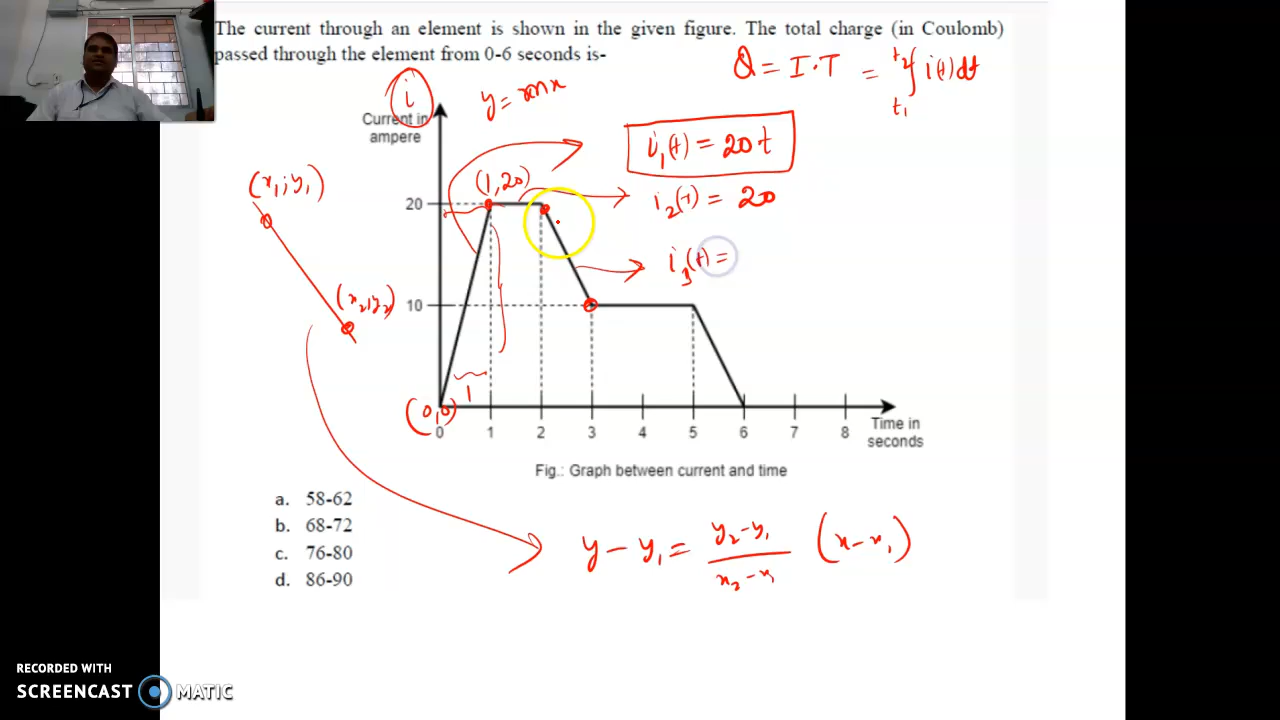 The current through an element is shown in the given figure. The total charge (in Coulomb)
passed through the element from 0-6 seconds is-
Q = I·T = t₂∫t₁ i(t)dt
i
y = mx
Current in
ampere
i₁(t) = 20t
(x₁, y₁)
(1, 20)
i₂(t) = 20
20
i₃(t) =
(x₂, y₂)
10
1
(0,0)
0 1 2 3 4 5 6 7 8
Time in
seconds
Fig.: Graph between current and time
a. 58-62
b. 68-72
c. 76-80
d. 86-90
y - y₁ = (y₂ - y₁)/(x₂ - x₁) (x - x₁)
RECORDED WITH
SCREENCAST MATIC